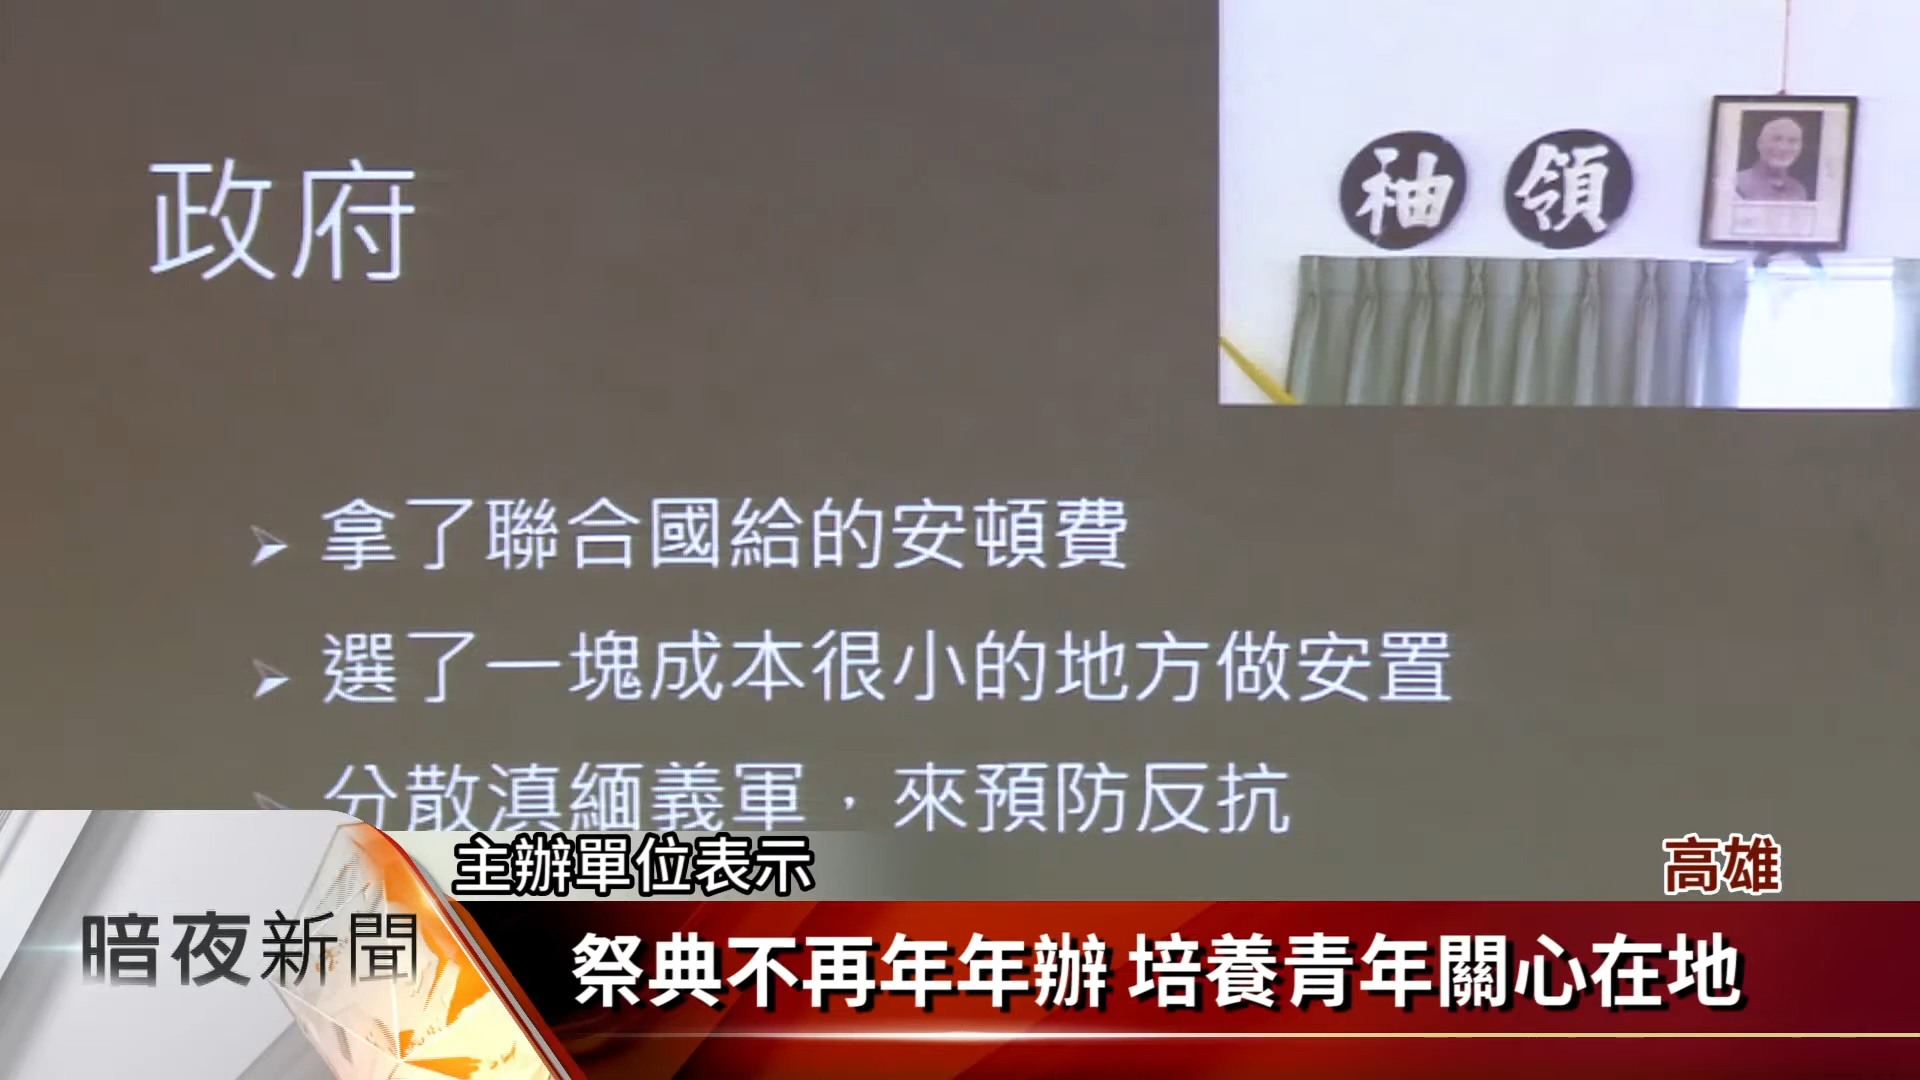 政府
袖 領
拿了聯合國給的安頓費
選了一塊成本很小的地方做安置
分散滇緬義軍，來預防反抗
主辦單位表示
高雄
暗夜新聞
祭典不再年年辦 培養青年關心在地